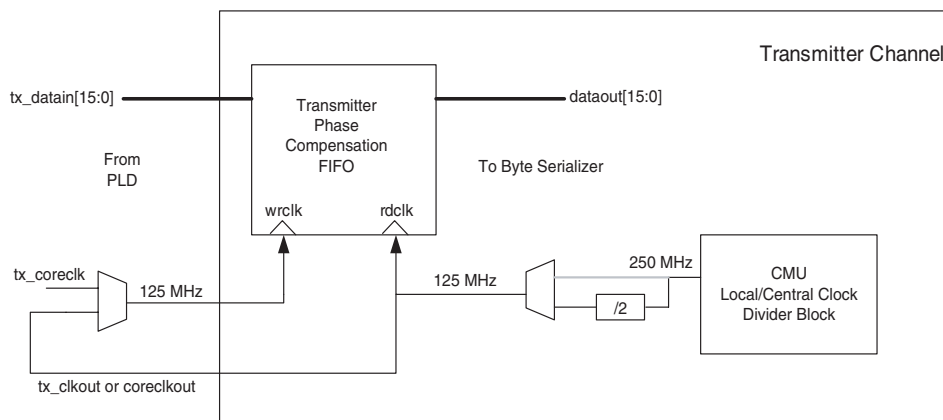 Transmitter Channel
tx_datain[15:0]
Transmitter
Phase
Compensation
FIFO
dataout[15:0]
From
PLD
To Byte Serializer
wrclk
rdclk
tx_coreclk
125 MHz
125 MHz
250 MHz
/2
CMU
Local/Central Clock
Divider Block
tx_clkout or coreclkout